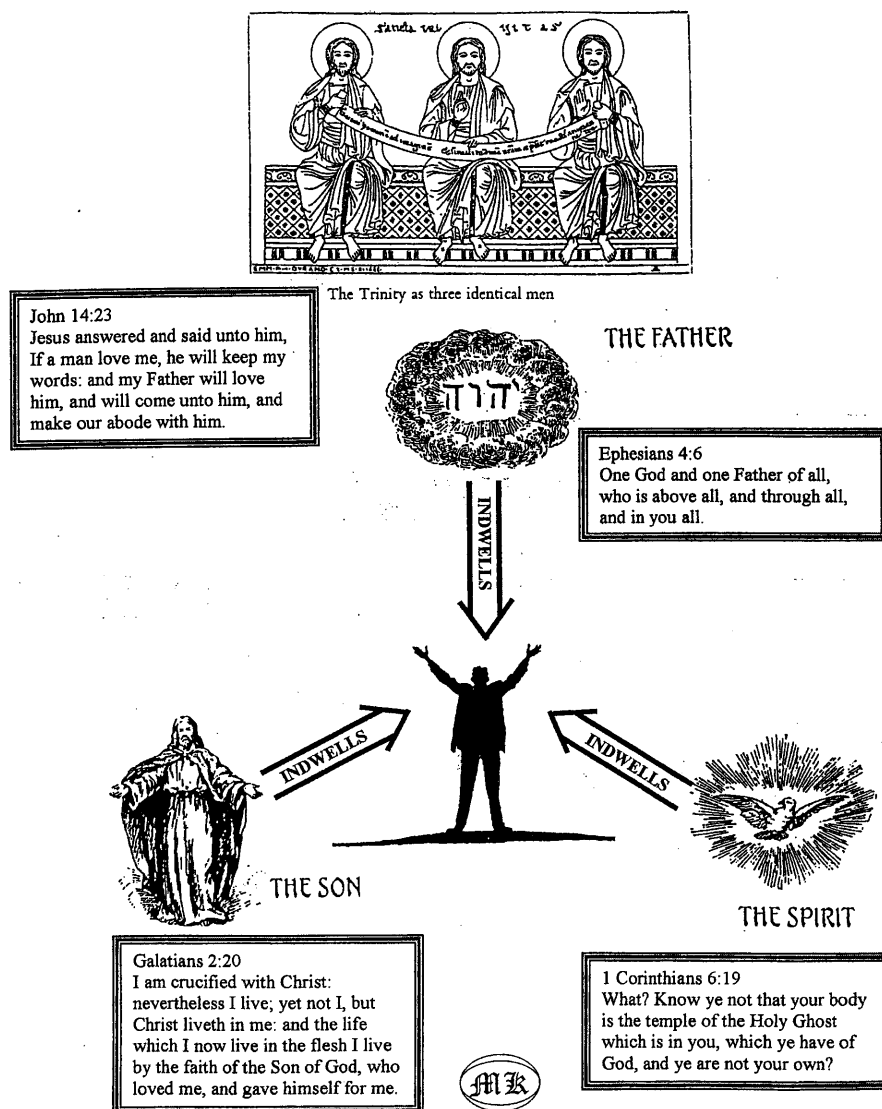 Sancta
The Trinity as three identical men
John 14:23
Jesus answered and said unto him,
If a man love me, he will keep my
words: and my Father will love
him, and will come unto him, and
make our abode with him.
THE FATHER
יהוה
Ephesians 4:6
One God and one Father of all,
who is above all, and through all,
and in you all.
INDWELLS
INDWELLS
INDWELLS
THE SON
THE SPIRIT
Galatians 2:20
I am crucified with Christ:
nevertheless I live; yet not I, but
Christ liveth in me: and the life
which I now live in the flesh I live
by the faith of the Son of God, who
loved me, and gave himself for me.
1 Corinthians 6:19
What? Know ye not that your body
is the temple of the Holy Ghost
which is in you, which ye have of
God, and ye are not your own?
MK